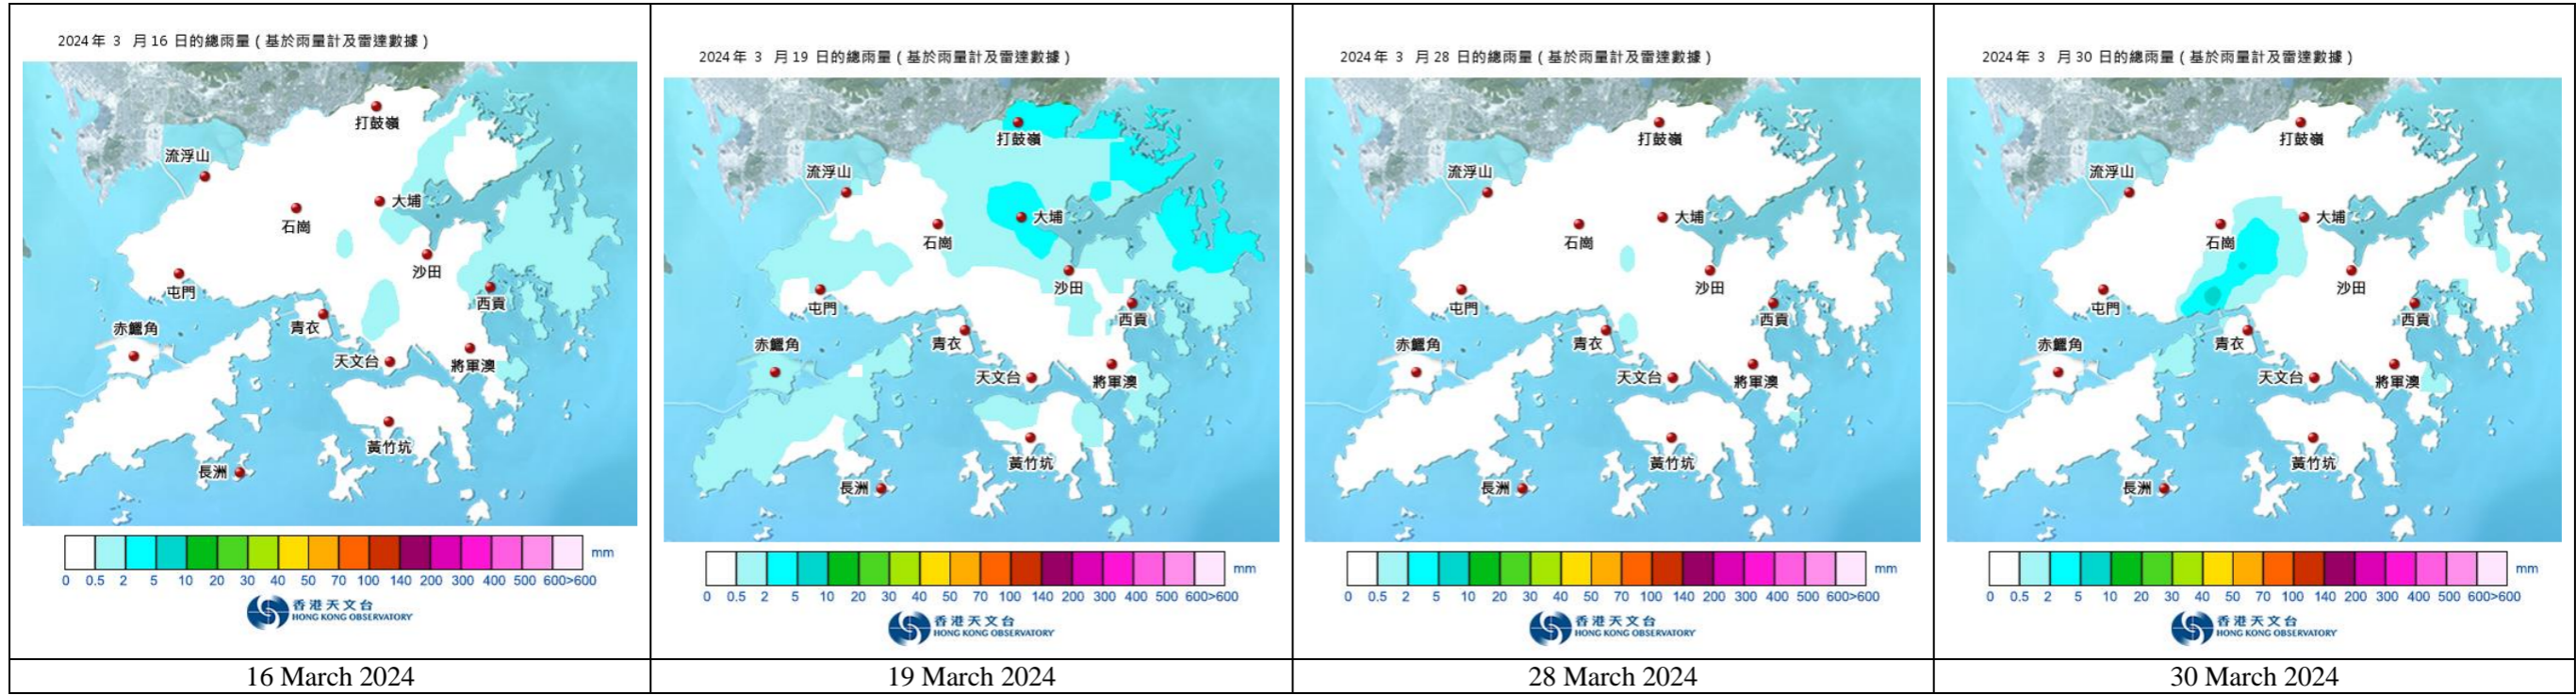 2024年 3 月16 日的總雨量 ( 基於雨量計及雷達數據 )
打鼓嶺
流浮山
大埔
石崗
沙田
屯門
西貢
青衣
赤鱲角
天文台
將軍澳
黃竹坑
長洲
mm
0 0.5 2 5 10 20 30 40 50 70 100 140 200 300 400 500 600>600
香港天文台
HONG KONG OBSERVATORY
16 March 2024
2024年 3 月19 日的總雨量 ( 基於雨量計及雷達數據 )
打鼓嶺
流浮山
大埔
石崗
沙田
屯門
西貢
青衣
赤鱲角
天文台
將軍澳
黃竹坑
長洲
mm
0 0.5 2 5 10 20 30 40 50 70 100 140 200 300 400 500 600>600
香港天文台
HONG KONG OBSERVATORY
19 March 2024
2024年 3 月28 日的總雨量 ( 基於雨量計及雷達數據 )
打鼓嶺
流浮山
大埔
石崗
沙田
屯門
西貢
青衣
赤鱲角
天文台
將軍澳
黃竹坑
長洲
mm
0 0.5 2 5 10 20 30 40 50 70 100 140 200 300 400 500 600>600
香港天文台
HONG KONG OBSERVATORY
28 March 2024
2024年 3 月30 日的總雨量 ( 基於雨量計及雷達數據 )
打鼓嶺
流浮山
大埔
石崗
沙田
屯門
西貢
青衣
赤鱲角
天文台
將軍澳
黃竹坑
長洲
mm
0 0.5 2 5 10 20 30 40 50 70 100 140 200 300 400 500 600>600
香港天文台
HONG KONG OBSERVATORY
30 March 2024